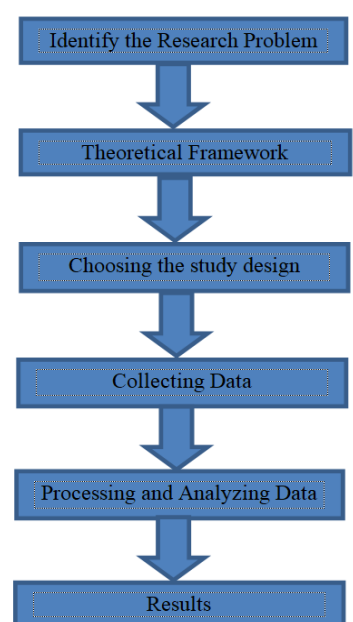 Identify the Research Problem
Theoretical Framework
Choosing the study design
Collecting Data
Processing and Analyzing Data
Results